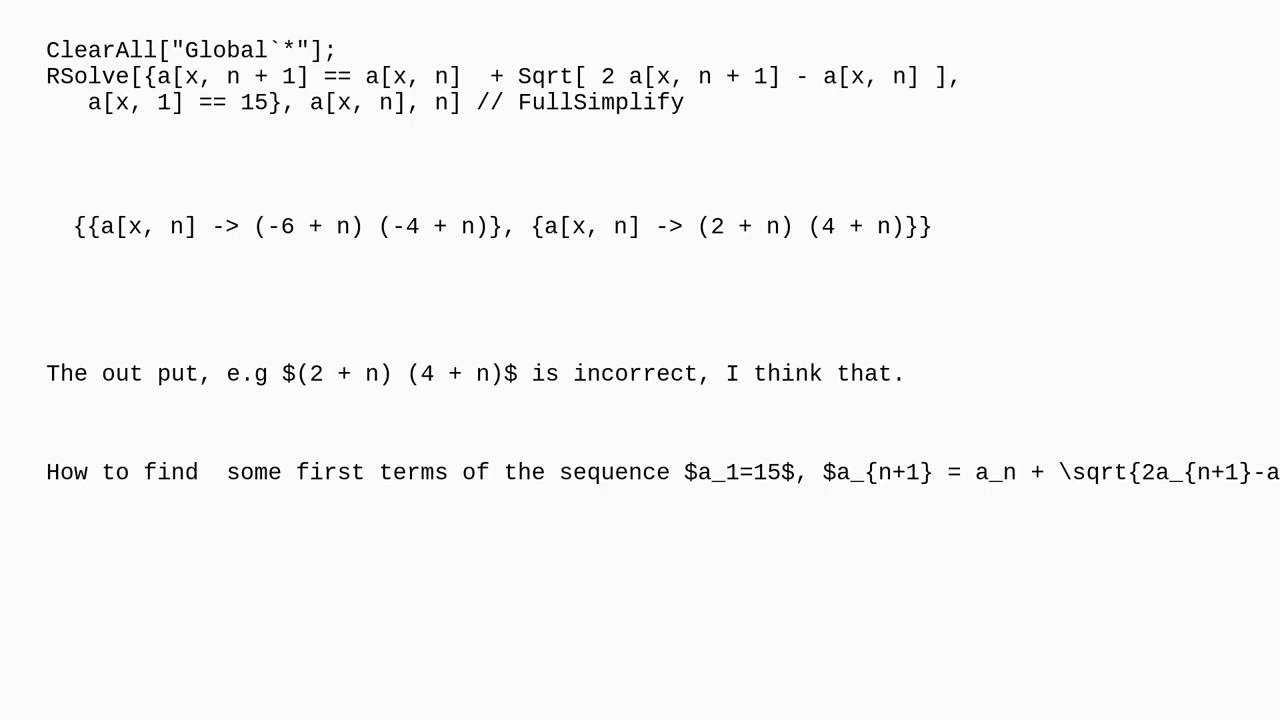 ClearAll["Global`*"];
RSolve[{a[x, n + 1] == a[x, n]  + Sqrt[ 2 a[x, n + 1] - a[x, n] ],
   a[x, 1] == 15}, a[x, n], n] // FullSimplify
{{a[x, n] -> (-6 + n) (-4 + n)}, {a[x, n] -> (2 + n) (4 + n)}}
The out put, e.g $(2 + n) (4 + n)$ is incorrect, I think that.
How to find  some first terms of the sequence $a_1=15$, $a_{n+1} = a_n + \sqrt{2a_{n+1}-a